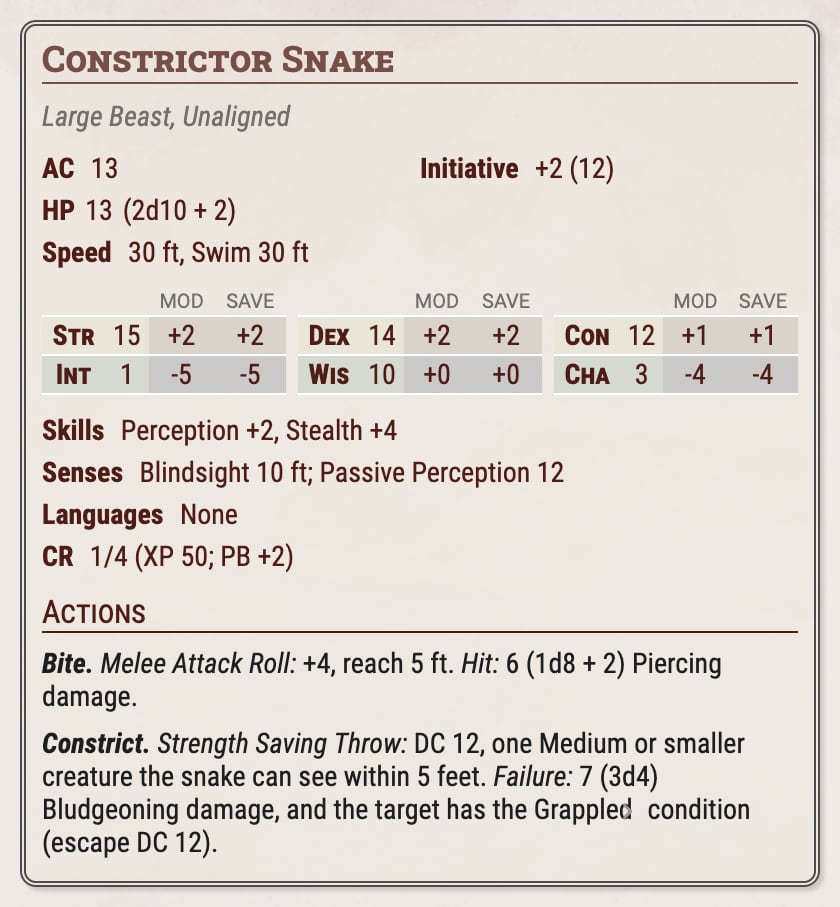 Constrictor Snake
Large Beast, Unaligned
AC 13 Initiative +2 (12)
HP 13 (2d10 + 2)
Speed 30 ft, Swim 30 ft
MOD SAVE MOD SAVE MOD SAVE
Str 15 +2 +2 Dex 14 +2 +2 Con 12 +1 +1
Int 1 -5 -5 Wis 10 +0 +0 Cha 3 -4 -4
Skills Perception +2, Stealth +4
Senses Blindsight 10 ft; Passive Perception 12
Languages None
CR 1/4 (XP 50; PB +2)
Actions
Bite. Melee Attack Roll: +4, reach 5 ft. Hit: 6 (1d8 + 2) Piercing
damage.
Constrict. Strength Saving Throw: DC 12, one Medium or smaller
creature the snake can see within 5 feet. Failure: 7 (3d4)
Bludgeoning damage, and the target has the Grappled condition
(escape DC 12).